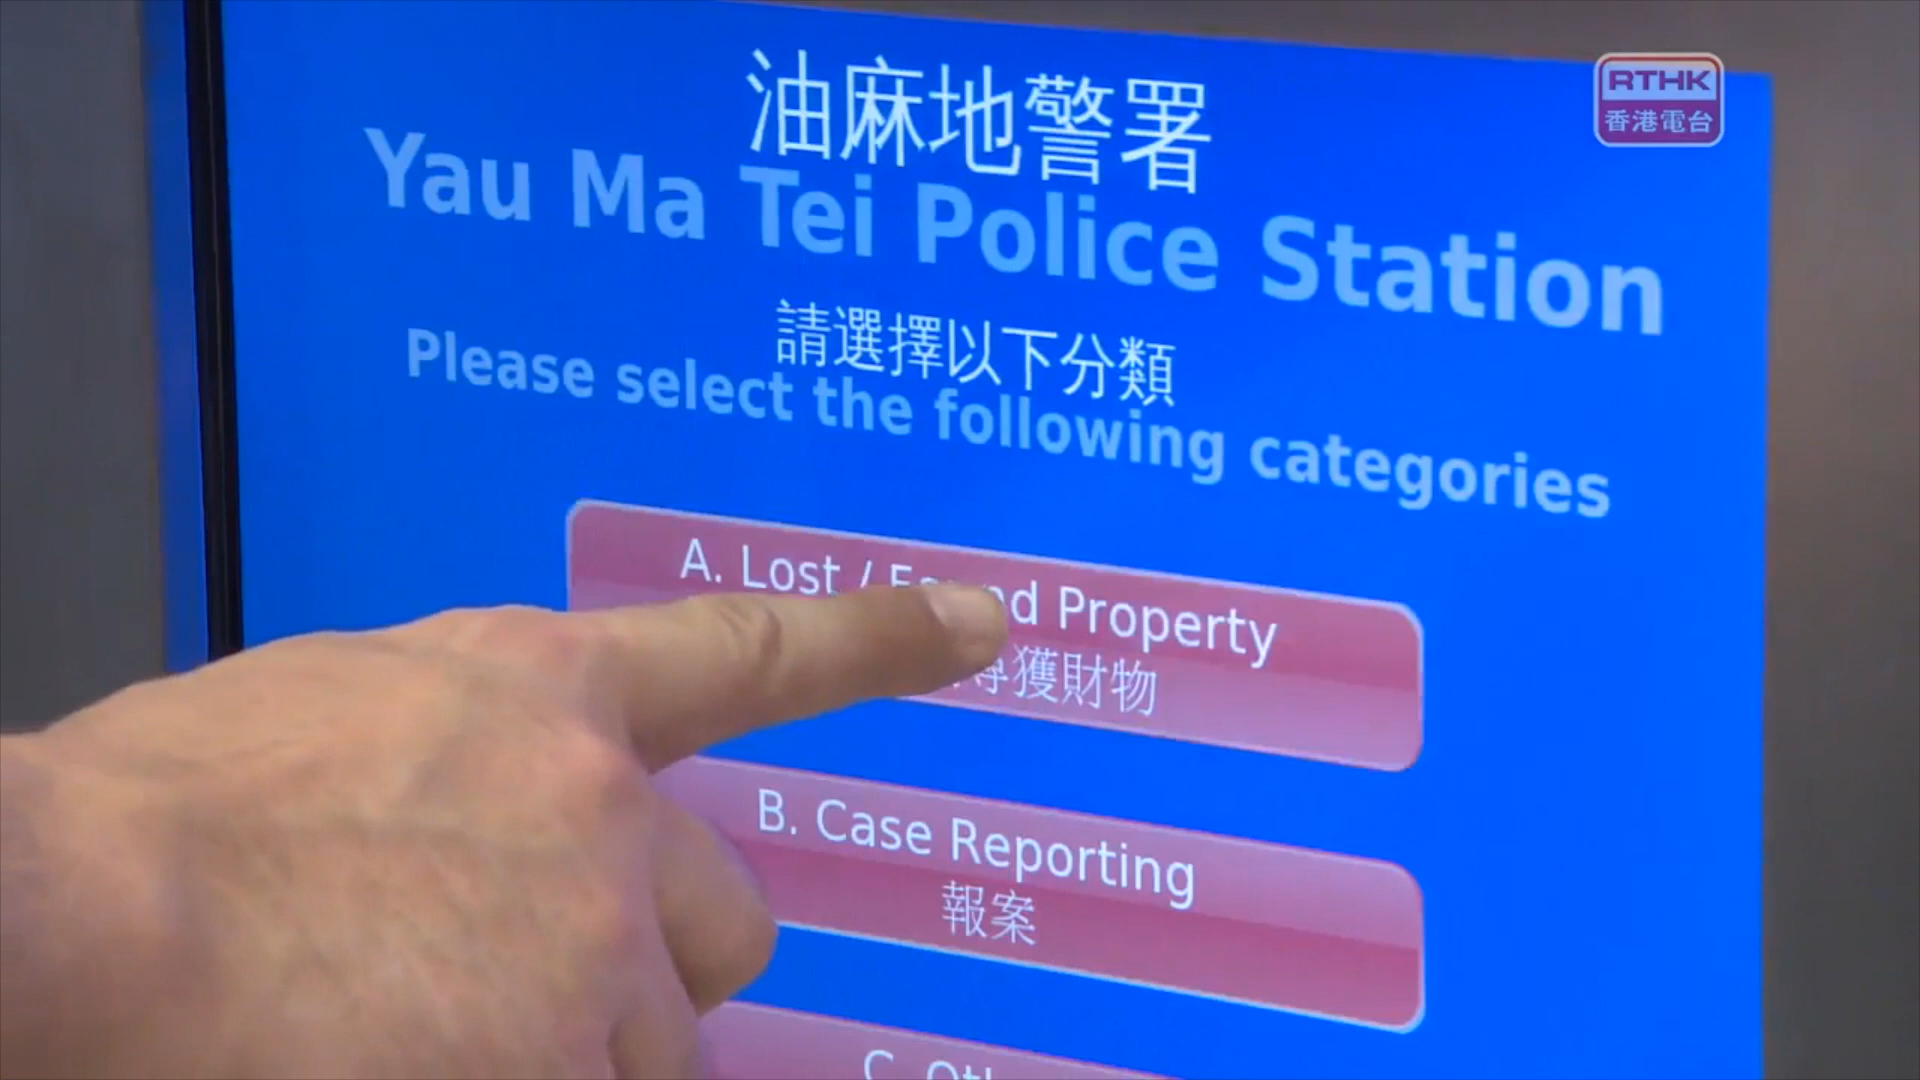 油麻地警署
Yau Ma Tei Police Station
請選擇以下分類
Please select the following categories
A. Lost / Found Property
獲財物
B. Case Reporting
報案
C.
RTHK
香港電台